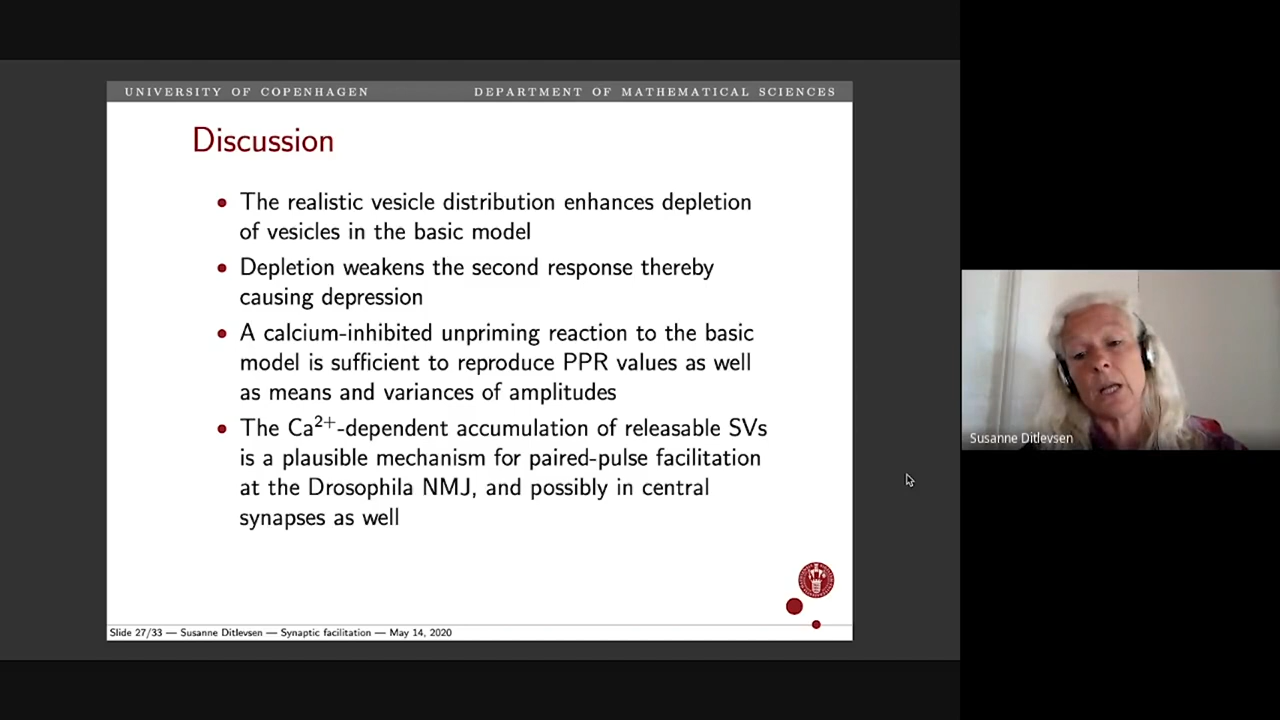 UNIVERSITY OF COPENHAGEN
DEPARTMENT OF MATHEMATICAL SCIENCES
Discussion
• The realistic vesicle distribution enhances depletion
of vesicles in the basic model
• Depletion weakens the second response thereby
causing depression
• A calcium-inhibited unpriming reaction to the basic
model is sufficient to reproduce PPR values as well
as means and variances of amplitudes
• The Ca²⁺-dependent accumulation of releasable SVs
is a plausible mechanism for paired-pulse facilitation
at the Drosophila NMJ, and possibly in central
synapses as well
Slide 27/33 — Susanne Ditlevsen — Synaptic facilitation — May 14, 2020
Susanne Ditlevsen